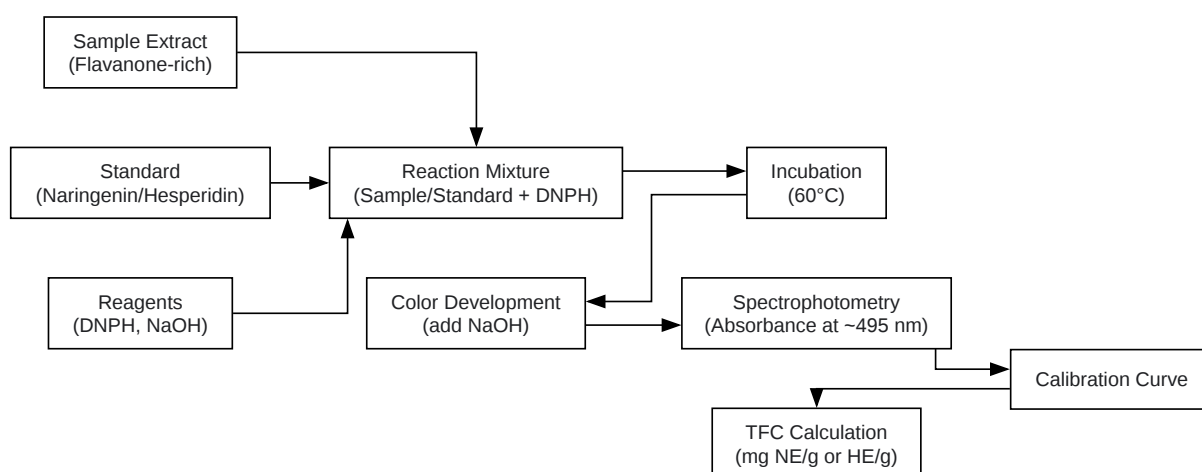 Sample Extract
(Flavanone-rich)
Standard
(Naringenin/Hesperidin)
Reaction Mixture
(Sample/Standard + DNPH)
Incubation
(60°C)
Reagents
(DNPH, NaOH)
Color Development
(add NaOH)
Spectrophotometry
(Absorbance at ~495 nm)
Calibration Curve
TFC Calculation
(mg NE/g or HE/g)